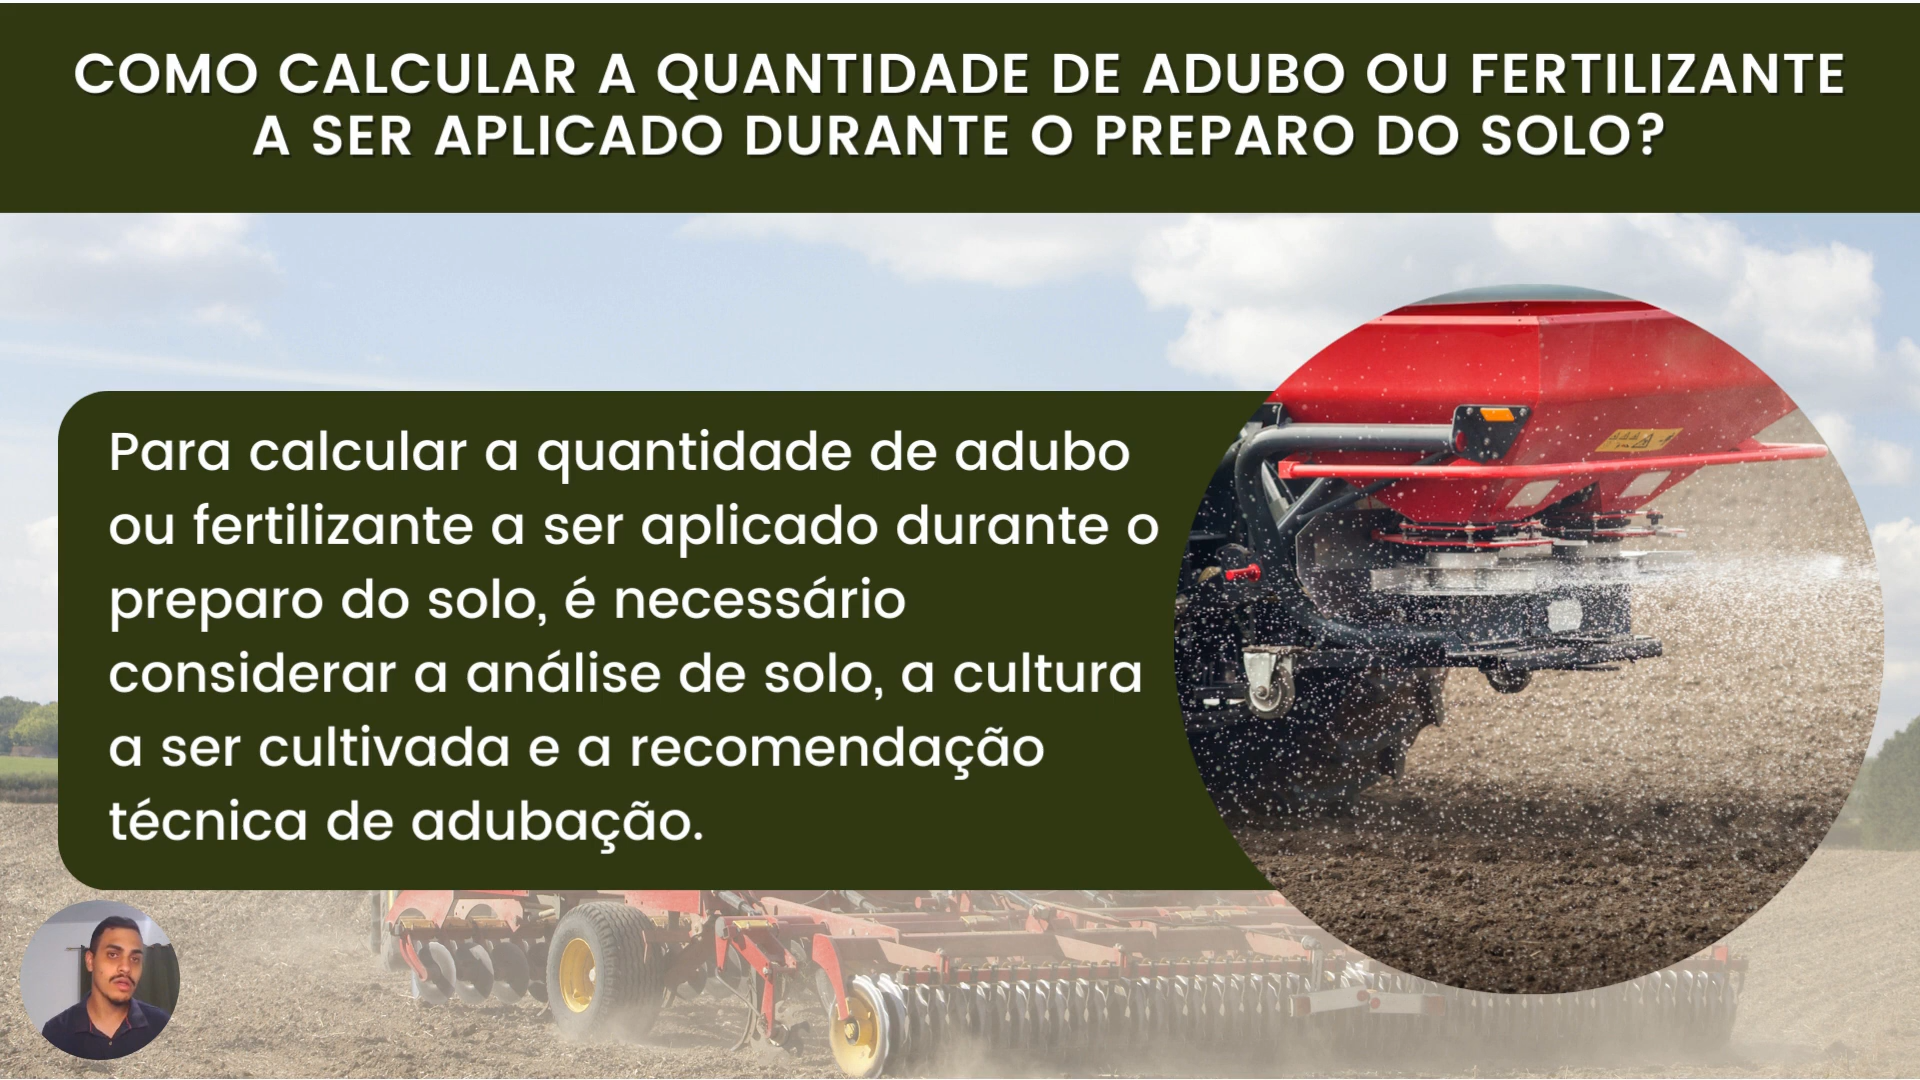 COMO CALCULAR A QUANTIDADE DE ADUBO OU FERTILIZANTE
A SER APLICADO DURANTE O PREPARO DO SOLO?
Para calcular a quantidade de adubo
ou fertilizante a ser aplicado durante o
preparo do solo, é necessário
considerar a análise de solo, a cultura
a ser cultivada e a recomendação
técnica de adubação.